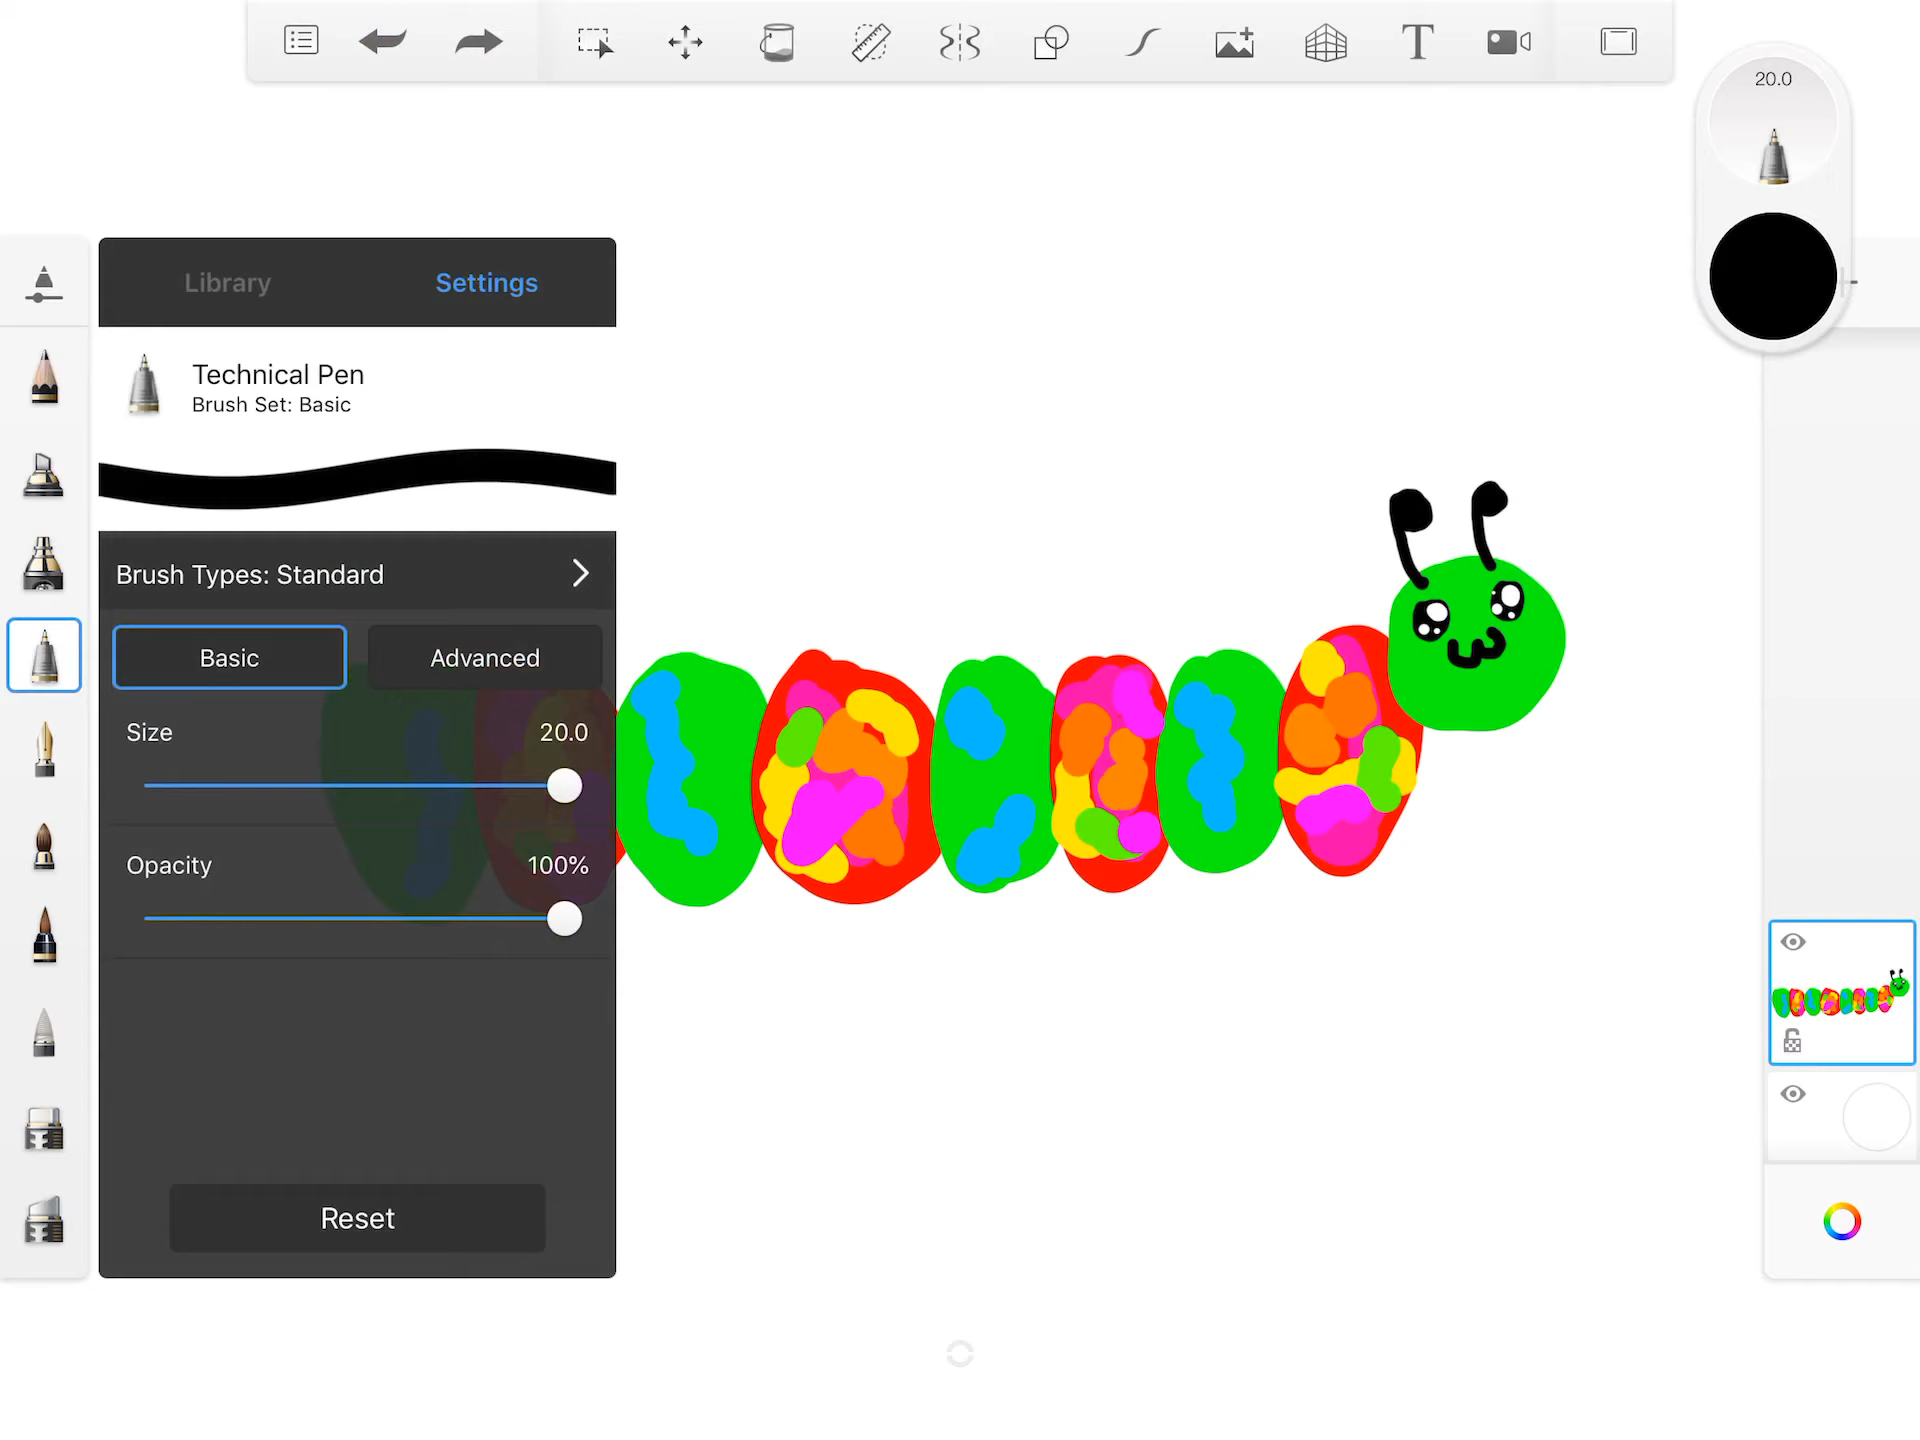 20.0
Library Settings
Technical Pen
Brush Set: Basic
Brush Types: Standard
Basic Advanced
Size 20.0
Opacity 100%
Reset